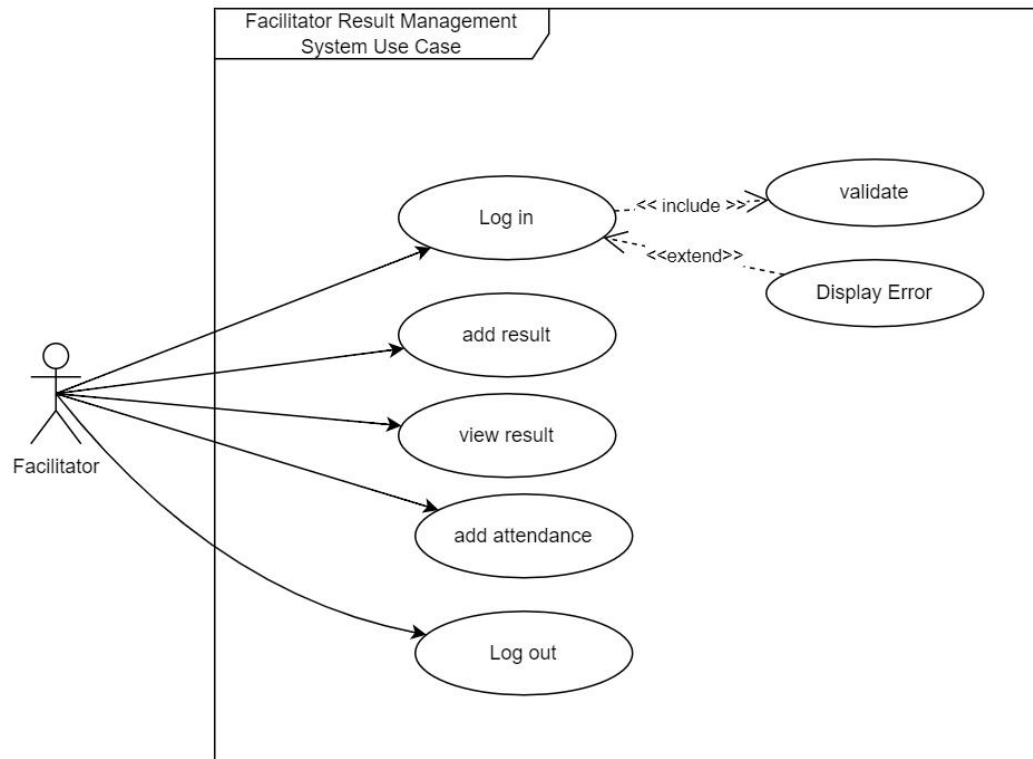 Facilitator Result Management
System Use Case
Log in
<< include >>
validate
<<extend>>
Display Error
add result
view result
Facilitator
add attendance
Log out